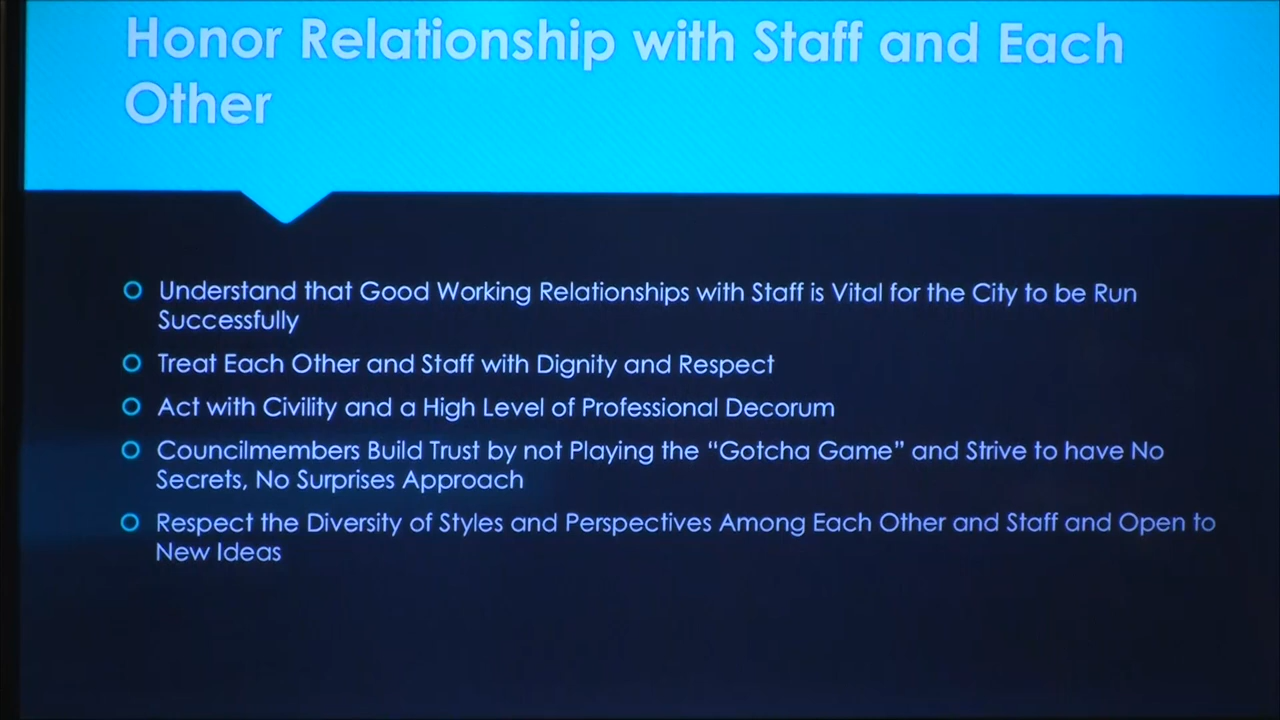 Honor Relationship with Staff and Each
Other
Understand that Good Working Relationships with Staff is Vital for the City to be Run
Successfully
Treat Each Other and Staff with Dignity and Respect
Act with Civility and a High Level of Professional Decorum
Councilmembers Build Trust by not Playing the “Gotcha Game” and Strive to have No
Secrets, No Surprises Approach
Respect the Diversity of Styles and Perspectives Among Each Other and Staff and Open to
New Ideas